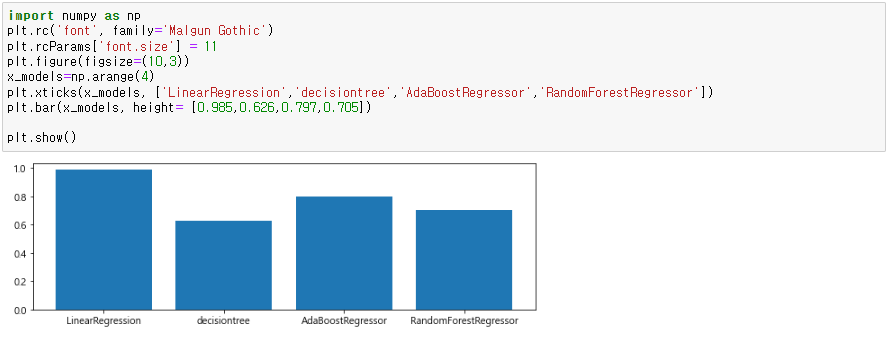 import numpy as np
plt.rc('font', family='Malgun Gothic')
plt.rcParams['font.size'] = 11
plt.figure(figsize=(10,3))
x_models=np.arange(4)
plt.xticks(x_models, ['LinearRegression','decisiontree','AdaBoostRegressor','RandomForestRegressor'])
plt.bar(x_models, height= [0.985,0.626,0.797,0.705])
plt.show()
1.0
0.8
0.6
0.4
0.2
0.0
LinearRegression decisiontree AdaBoostRegressor RandomForestRegressor